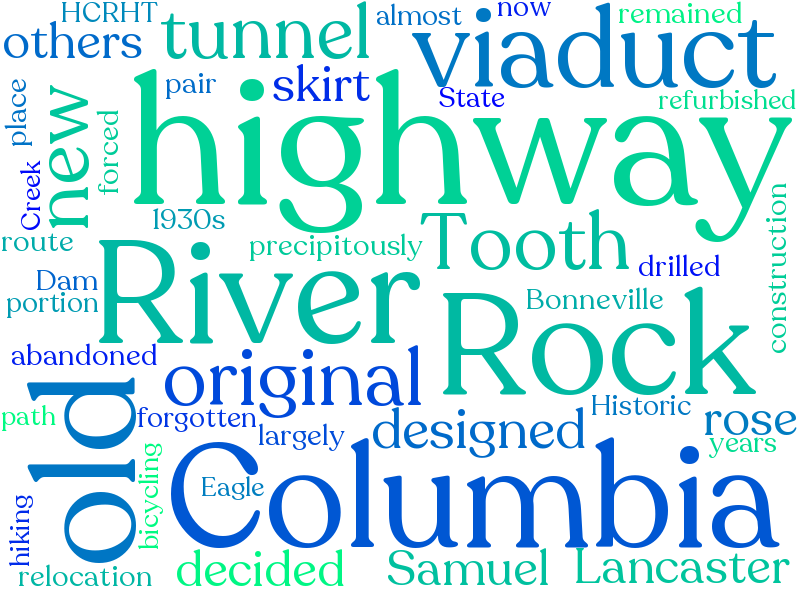 HCRHT
almost
now
remained
others
tunnel
viaduct
pair
skirt
State
refurbished
place
new
forced
highway
Creek
1930s
route
precipitously
Tooth
drilled
construction
Dam
portion
River
Bonneville
Rock
abandoned
original
old
path
forgotten
largely
designed
Historic
rose
years
bicycling
Eagle
Columbia
hiking
relocation
decided
Samuel
Lancaster